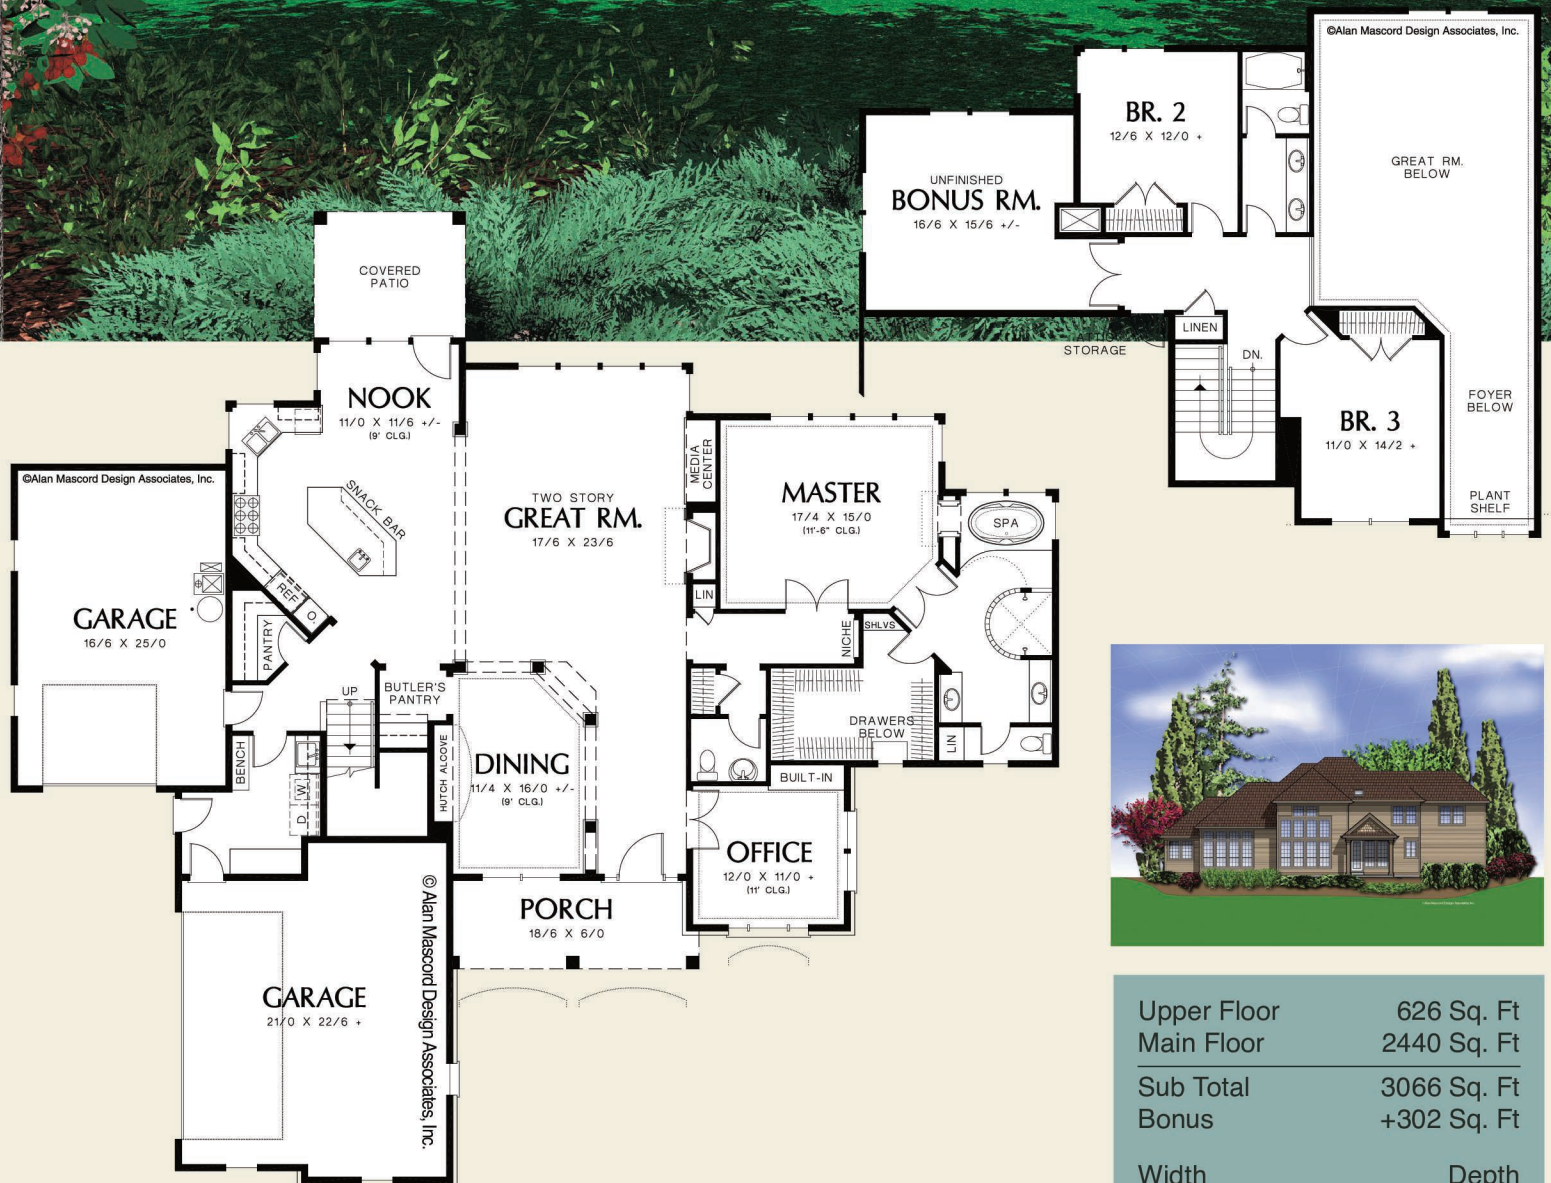 ©Alan Mascord Design Associates, Inc.
BR. 2
12/6 X 12/0 +
GREAT RM.
BELOW
UNFINISHED
BONUS RM.
16/6 X 15/6 +/-
LINEN
DN.
STORAGE
BR. 3
11/0 X 14/2 +
FOYER
BELOW
PLANT
SHELF
COVERED
PATIO
NOOK
11/0 X 11/6 +/-
(9' CLG.)
©Alan Mascord Design Associates, Inc.
SNACK BAR
TWO STORY
GREAT RM.
17/6 X 23/6
MEDIA
CENTER
MASTER
17/4 X 15/0
(11'-6" CLG.)
SPA
GARAGE
16/6 X 25/0
REF.
O.
PANTRY
LIN
NICHE
SHLVS
UP
BUTLER'S
PANTRY
DRAWERS
BELOW
LIN
BENCH
W
D
HUTCH ALCOVE
DINING
11/4 X 16/0 +/-
(9' CLG.)
BUILT-IN
OFFICE
12/0 X 11/0 +
(11' CLG.)
PORCH
18/6 X 6/0
GARAGE
21/0 X 22/6 +
© Alan Mascord Design Associates, Inc.
Upper Floor 626 Sq. Ft
Main Floor 2440 Sq. Ft
Sub Total 3066 Sq. Ft
Bonus +302 Sq. Ft
Width Depth